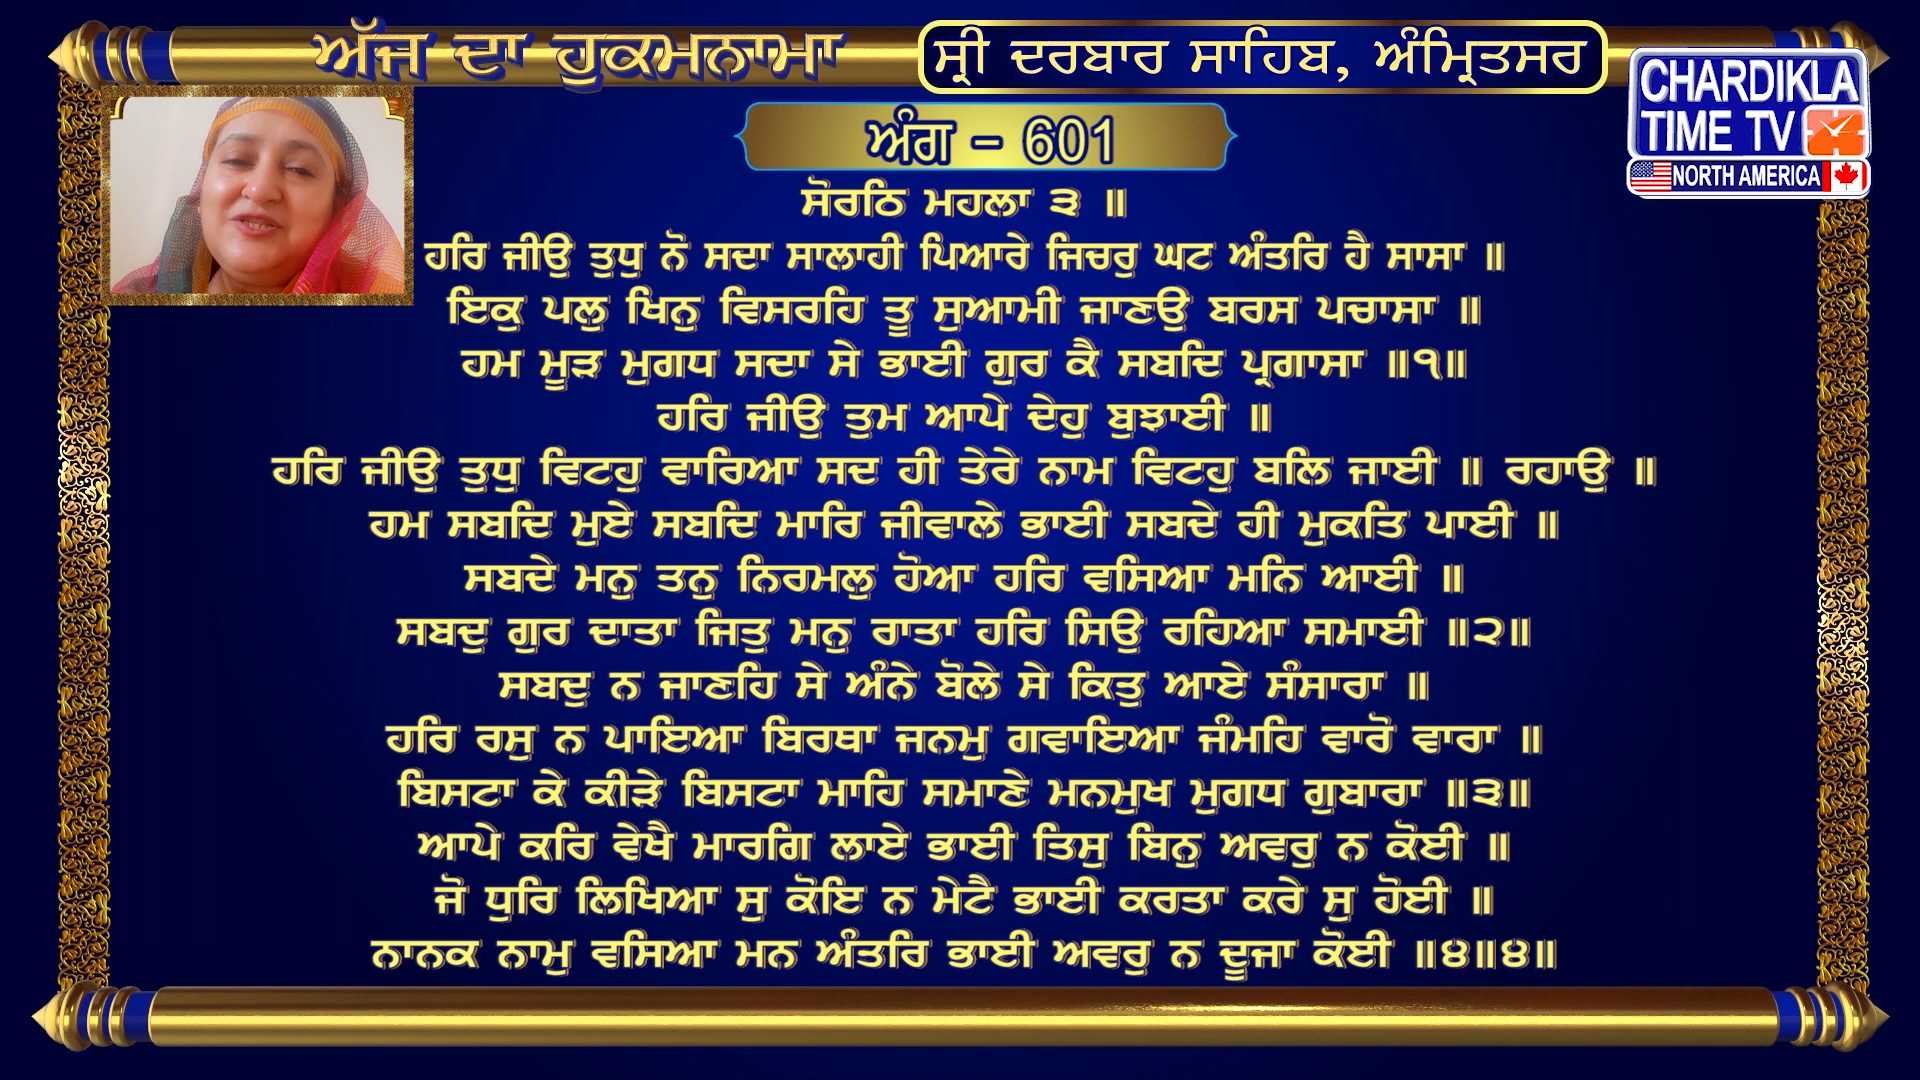 ਅੱਜ ਦਾ ਹੁਕਮਨਾਮਾ
ਸ੍ਰੀ ਦਰਬਾਰ ਸਾਹਿਬ, ਅੰਮ੍ਰਿਤਸਰ
CHARDIKLA
TIME TV
NORTH AMERICA
ਅੰਗ - 601
ਸੋਰਠਿ ਮਹਲਾ ੩ ॥
ਹਰਿ ਜੀਉ ਤੁਧੁ ਨੋ ਸਦਾ ਸਾਲਾਹੀ ਪਿਆਰੇ ਜਿਚਰੁ ਘਟ ਅੰਤਰਿ ਹੈ ਸਾਸਾ ॥
ਇਕੁ ਪਲੁ ਖਿਨੁ ਵਿਸਰਹਿ ਤੂ ਸੁਆਮੀ ਜਾਣਉ ਬਰਸ ਪਚਾਸਾ ॥
ਹਮ ਮੂੜ ਮੁਗਧ ਸਦਾ ਸੇ ਭਾਈ ਗੁਰ ਕੈ ਸਬਦਿ ਪ੍ਰਗਾਸਾ ॥੧॥
ਹਰਿ ਜੀਉ ਤੁਮ ਆਪੇ ਦੇਹੁ ਬੁਝਾਈ ॥
ਹਰਿ ਜੀਉ ਤੁਧੁ ਵਿਟਹੁ ਵਾਰਿਆ ਸਦ ਹੀ ਤੇਰੇ ਨਾਮ ਵਿਟਹੁ ਬਲਿ ਜਾਈ ॥ ਰਹਾਉ ॥
ਹਮ ਸਬਦਿ ਮੁਏ ਸਬਦਿ ਮਾਰਿ ਜੀਵਾਲੇ ਭਾਈ ਸਬਦੇ ਹੀ ਮੁਕਤਿ ਪਾਈ ॥
ਸਬਦੇ ਮਨੁ ਤਨੁ ਨਿਰਮਲੁ ਹੋਆ ਹਰਿ ਵਸਿਆ ਮਨਿ ਆਈ ॥
ਸਬਦੁ ਗੁਰ ਦਾਤਾ ਜਿਤੁ ਮਨੁ ਰਾਤਾ ਹਰਿ ਸਿਉ ਰਹਿਆ ਸਮਾਈ ॥੨॥
ਸਬਦੁ ਨ ਜਾਣਹਿ ਸੇ ਅੰਨੇ ਬੋਲੇ ਸੇ ਕਿਤੁ ਆਏ ਸੰਸਾਰਾ ॥
ਹਰਿ ਰਸੁ ਨ ਪਾਇਆ ਬਿਰਥਾ ਜਨਮੁ ਗਵਾਇਆ ਜੰਮਹਿ ਵਾਰੋ ਵਾਰਾ ॥
ਬਿਸਟਾ ਕੇ ਕੀੜੇ ਬਿਸਟਾ ਮਾਹਿ ਸਮਾਣੇ ਮਨਮੁਖ ਮੁਗਧ ਗੁਬਾਰਾ ॥੩॥
ਆਪੇ ਕਰਿ ਵੇਖੈ ਮਾਰਗਿ ਲਾਏ ਭਾਈ ਤਿਸੁ ਬਿਨੁ ਅਵਰੁ ਨ ਕੋਈ ॥
ਜੋ ਧੁਰਿ ਲਿਖਿਆ ਸੁ ਕੋਇ ਨ ਮੇਟੈ ਭਾਈ ਕਰਤਾ ਕਰੇ ਸੁ ਹੋਈ ॥
ਨਾਨਕ ਨਾਮੁ ਵਸਿਆ ਮਨ ਅੰਤਰਿ ਭਾਈ ਅਵਰੁ ਨ ਦੂਜਾ ਕੋਈ ॥੪॥੪॥